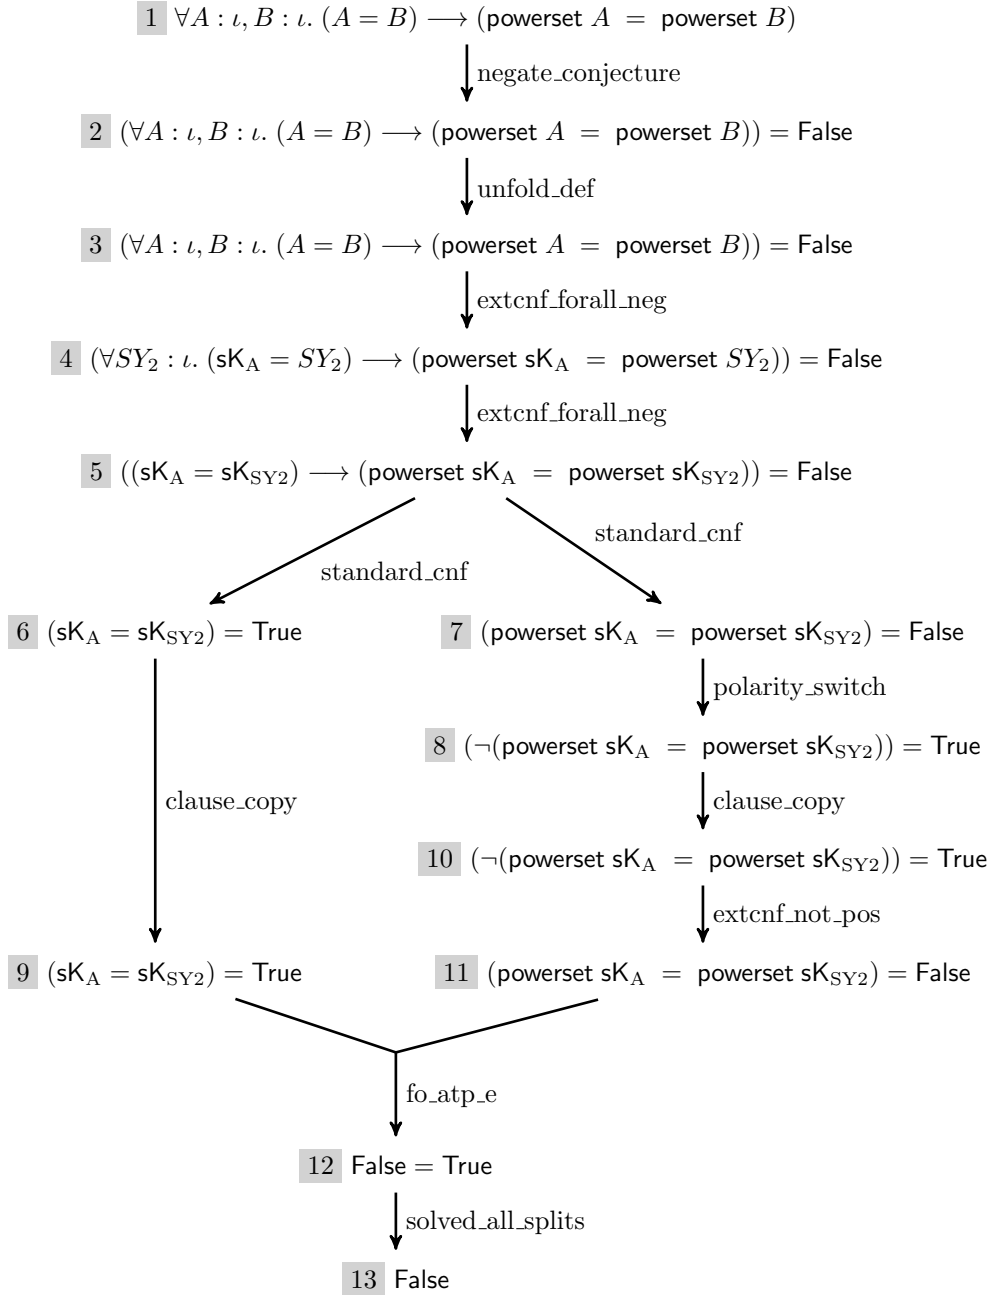 1 ∀A : ι, B : ι. (A = B) ⟶ (powerset A = powerset B)
negate_conjecture
2 (∀A : ι, B : ι. (A = B) ⟶ (powerset A = powerset B)) = False
unfold_def
3 (∀A : ι, B : ι. (A = B) ⟶ (powerset A = powerset B)) = False
extcnf_forall_neg
4 (∀SY₂ : ι. (sK_A = SY₂) ⟶ (powerset sK_A = powerset SY₂)) = False
extcnf_forall_neg
5 ((sK_A = sK_SY2) ⟶ (powerset sK_A = powerset sK_SY2)) = False
standard_cnf
standard_cnf
6 (sK_A = sK_SY2) = True
7 (powerset sK_A = powerset sK_SY2) = False
polarity_switch
8 (¬(powerset sK_A = powerset sK_SY2)) = True
clause_copy
clause_copy
10 (¬(powerset sK_A = powerset sK_SY2)) = True
extcnf_not_pos
9 (sK_A = sK_SY2) = True
11 (powerset sK_A = powerset sK_SY2) = False
fo_atp_e
12 False = True
solved_all_splits
13 False